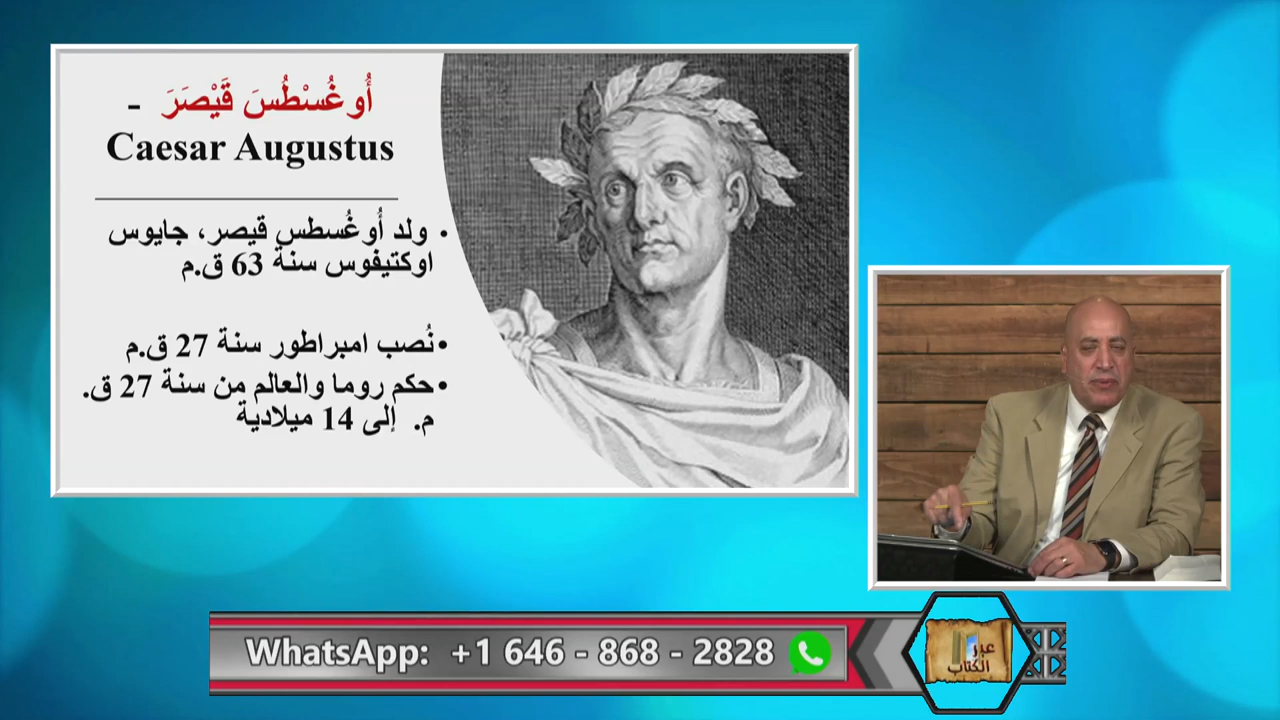 أُوغُسْطُسَ قَيْصَرَ -
Caesar Augustus
• ولد أُوغُسطس قيصر، جايوس
اوكتيفوس سنة 63 ق.م
•نُصب امبراطور سنة 27 ق.م
•حكم روما والعالم من سنة 27 ق.
م. إلى 14 ميلادية
WhatsApp: +1 646 - 868 - 2828
عبر
الكتاب